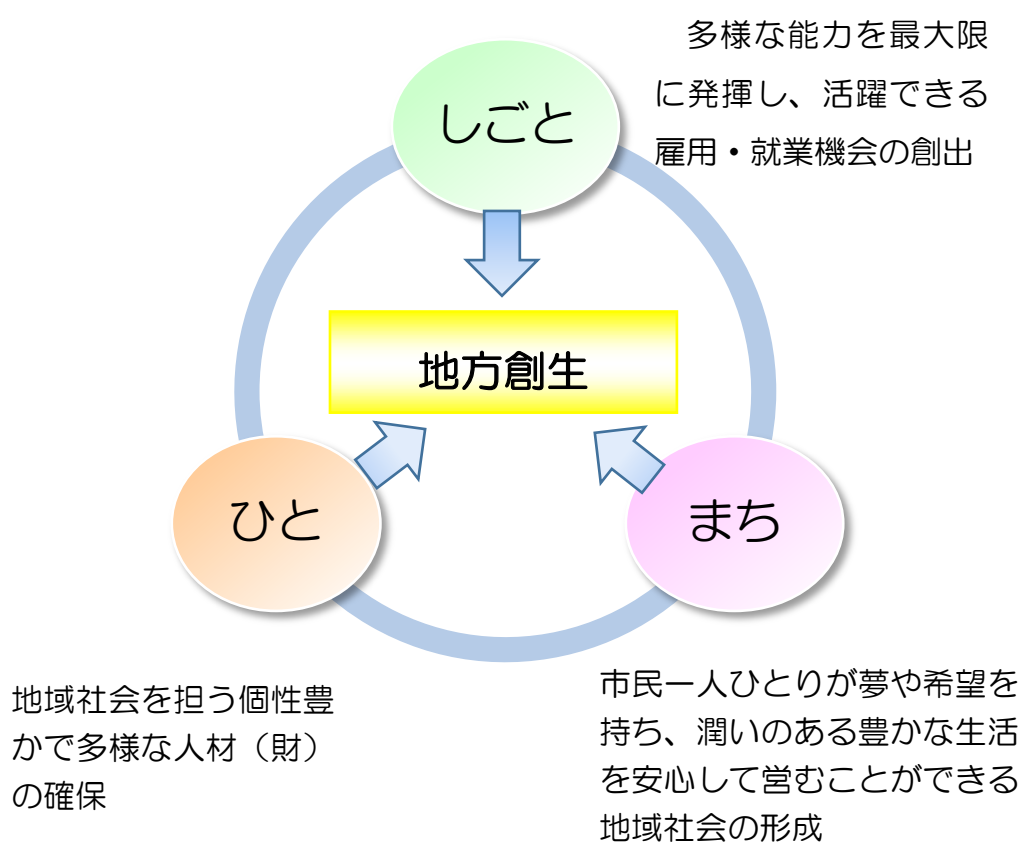 多様な能力を最大限
に発揮し、活躍できる
雇用・就業機会の創出
しごと
地方創生
ひと
まち
地域社会を担う個性豊
かで多様な人材（財）
の確保
市民一人ひとりが夢や希望を
持ち、潤いのある豊かな生活
を安心して営むことができる
地域社会の形成